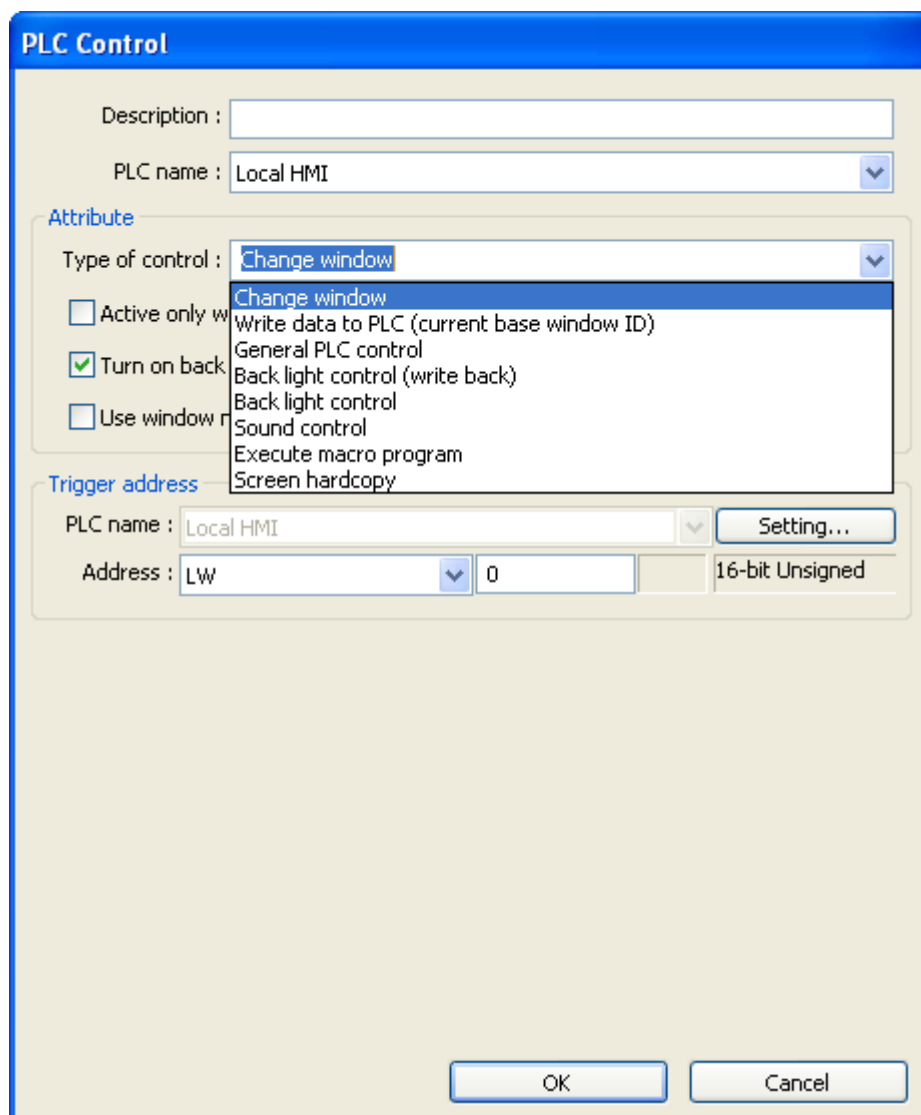 PLC Control
Description :
PLC name : Local HMI
Attribute
Type of control : Change window
Change window
Active only w
Write data to PLC (current base window ID)
General PLC control
Turn on back
Back light control (write back)
Back light control
Use window
Sound control
Execute macro program
Screen hardcopy
Trigger address
PLC name : Local HMI Setting...
Address : LW 0 16-bit Unsigned
OK Cancel